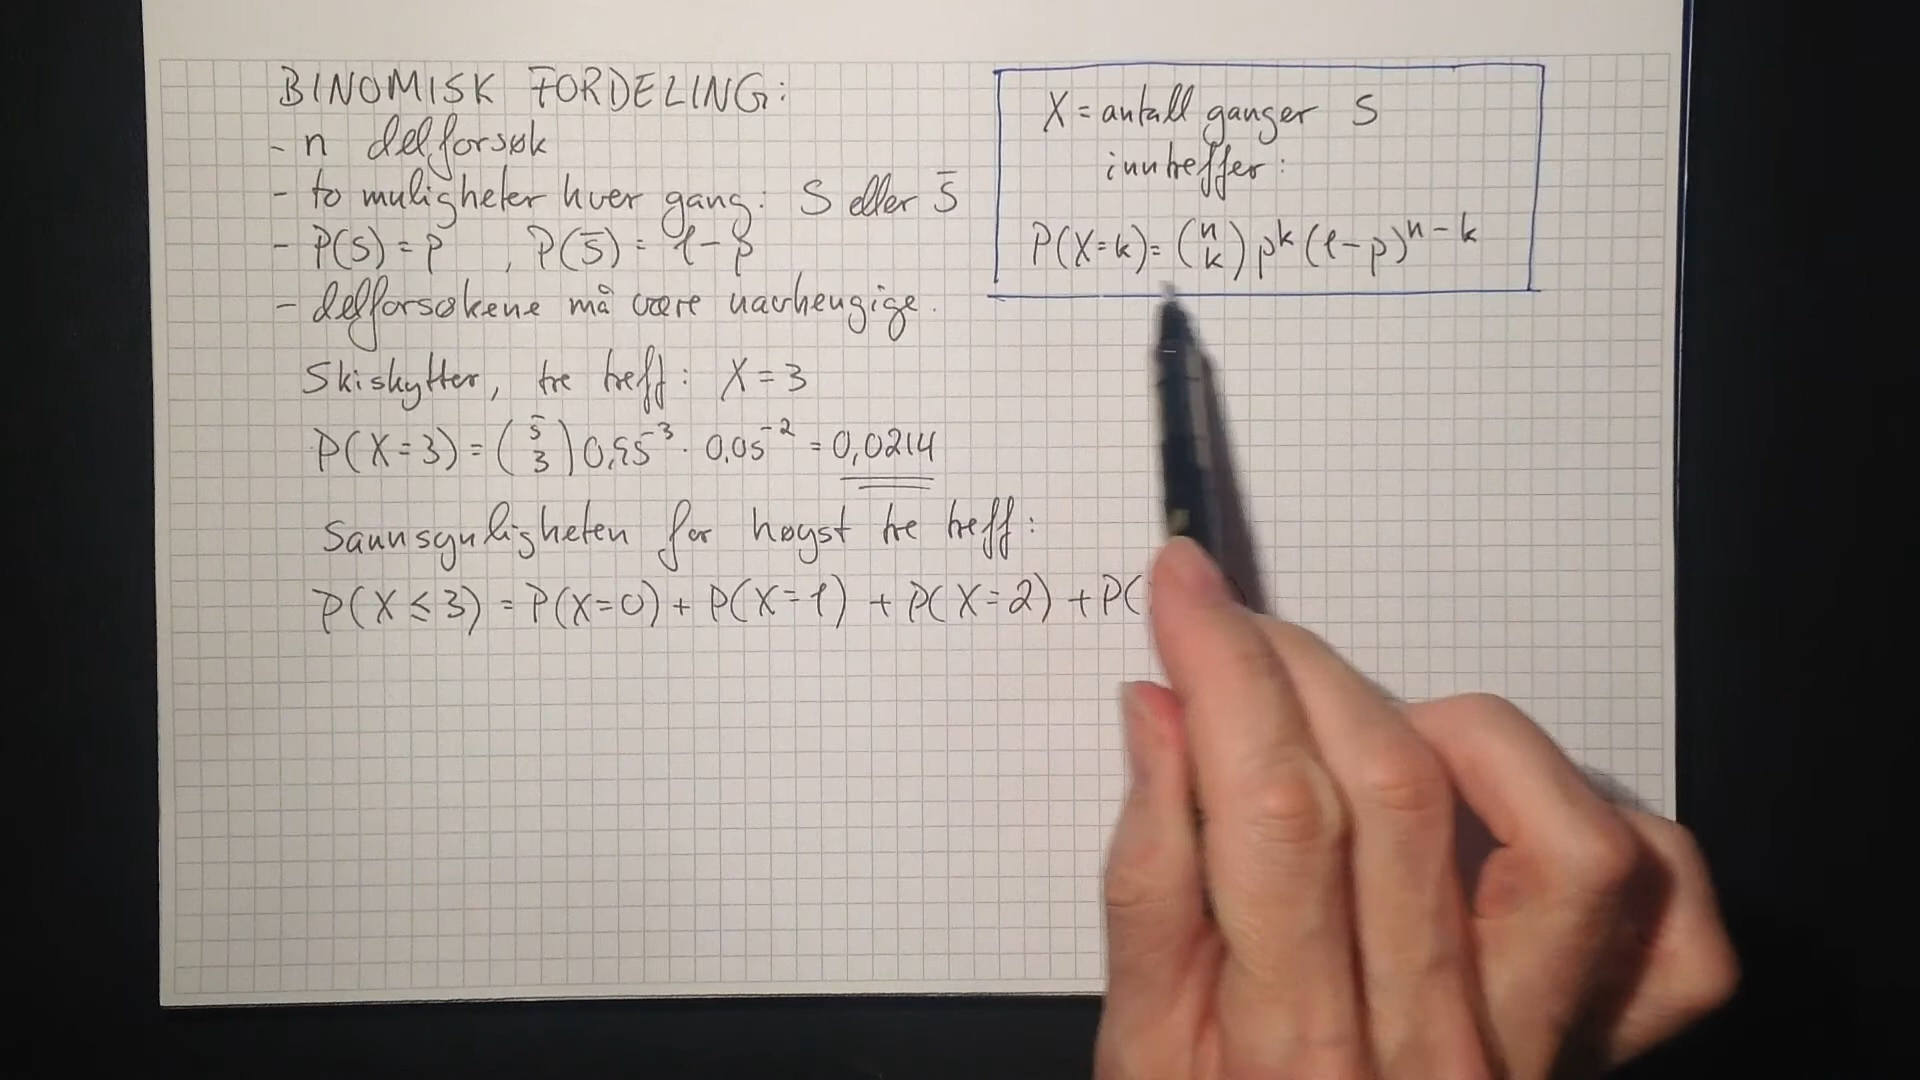 BINOMISK FORDELING:
- n delforsøk
- to muligheter hver gang: S eller S̅
- P(S) = p , P(S̅) = 1-p
- delforsøkene må være uavhengige.
X = antall ganger S
inntreffer:
P(X=k) = (n k) p^k (1-p)^n-k
Skiskytter, tre treff: X = 3
P(X=3) = (5 3) 0,95^3 · 0,05^2 = 0,0214
Sannsynligheten for høyst tre treff:
P(X ≤ 3) = P(X=0) + P(X=1) + P(X=2) + P(